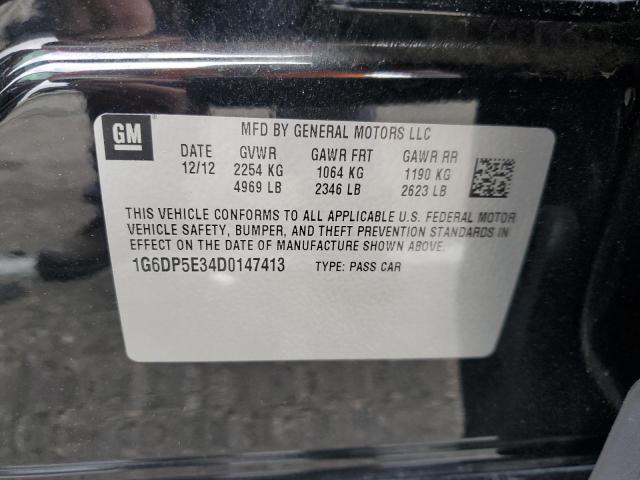 GM
MFD BY GENERAL MOTORS LLC
DATE GVWR GAWR FRT GAWR RR
12/12 2254 KG 1064 KG 1190 KG
4969 LB 2346 LB 2623 LB
THIS VEHICLE CONFORMS TO ALL APPLICABLE U.S. FEDERAL MOTOR
VEHICLE SAFETY, BUMPER, AND THEFT PREVENTION STANDARDS IN
EFFECT ON THE DATE OF MANUFACTURE SHOWN ABOVE.
1G6DP5E34D0147413 TYPE: PASS CAR